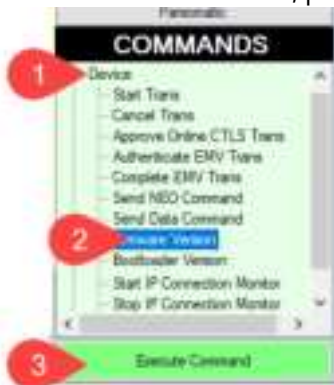 Parsomatic
COMMANDS
1
Device
Start Trans
Cancel Trans
Approve Online CTLS Trans
Authenticate EMV Trans
Complete EMV Trans
Send NEO Command
Send Data Command
2
Version
Bootloader Version
Start IP Connection Monitor
Stop IP Connection Monitor
3
Execute Command